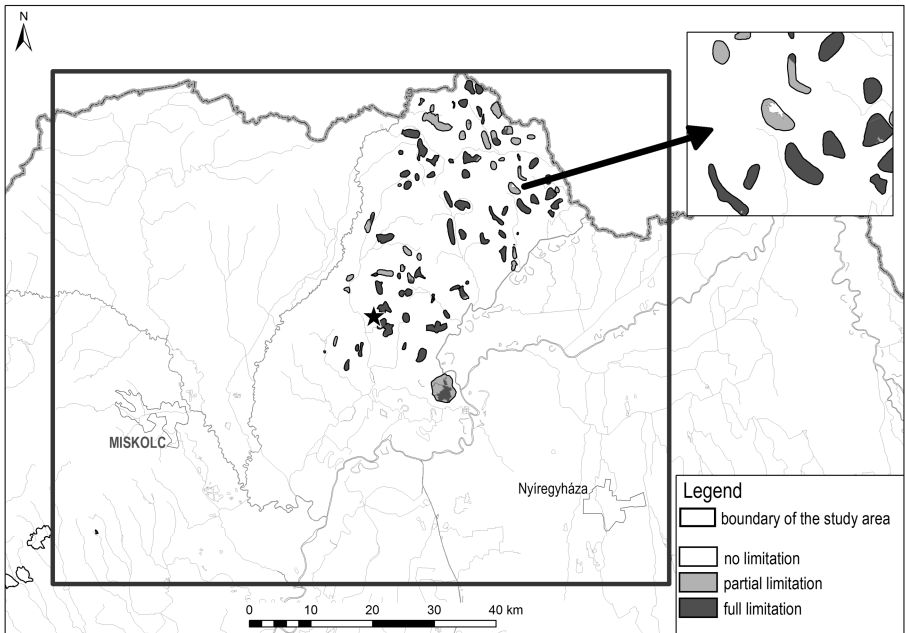 N
MISKOLC
Nyíregyháza
Legend
boundary of the study area
no limitation
partial limitation
full limitation
0 10 20 30 40 km